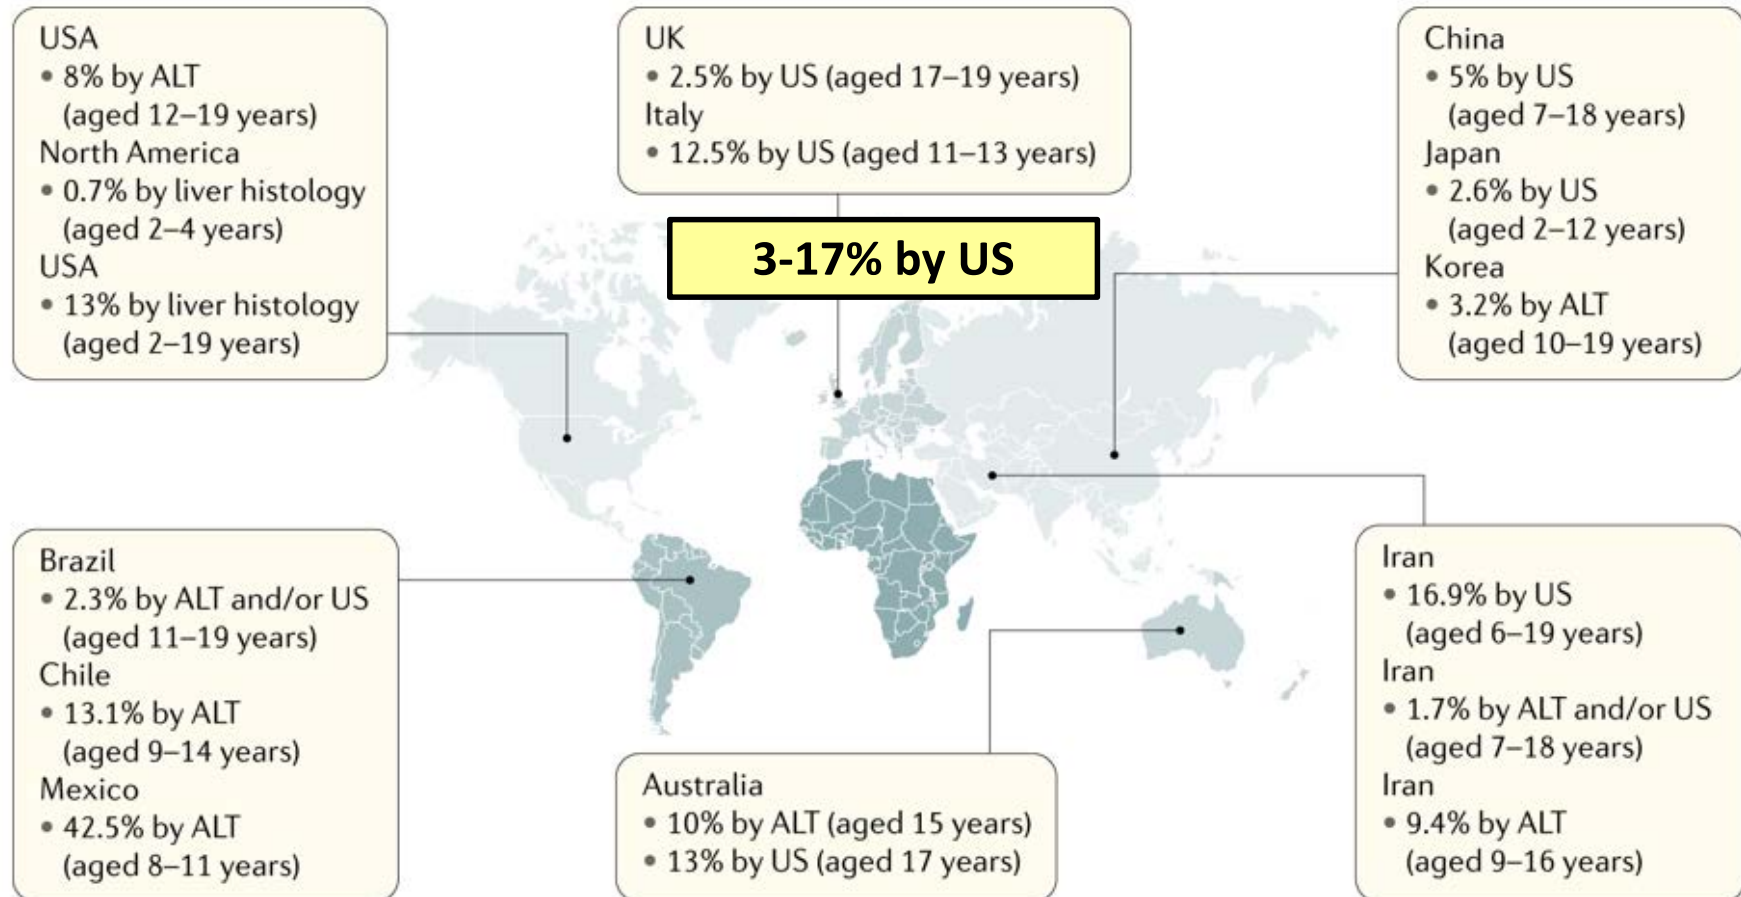 USA
• 8% by ALT
(aged 12–19 years)
North America
• 0.7% by liver histology
(aged 2–4 years)
USA
• 13% by liver histology
(aged 2–19 years)
UK
• 2.5% by US (aged 17–19 years)
Italy
• 12.5% by US (aged 11–13 years)
3-17% by US
China
• 5% by US
(aged 7–18 years)
Japan
• 2.6% by US
(aged 2–12 years)
Korea
• 3.2% by ALT
(aged 10–19 years)
Brazil
• 2.3% by ALT and/or US
(aged 11–19 years)
Chile
• 13.1% by ALT
(aged 9–14 years)
Mexico
• 42.5% by ALT
(aged 8–11 years)
Australia
• 10% by ALT (aged 15 years)
• 13% by US (aged 17 years)
Iran
• 16.9% by US
(aged 6–19 years)
Iran
• 1.7% by ALT and/or US
(aged 7–18 years)
Iran
• 9.4% by ALT
(aged 9–16 years)